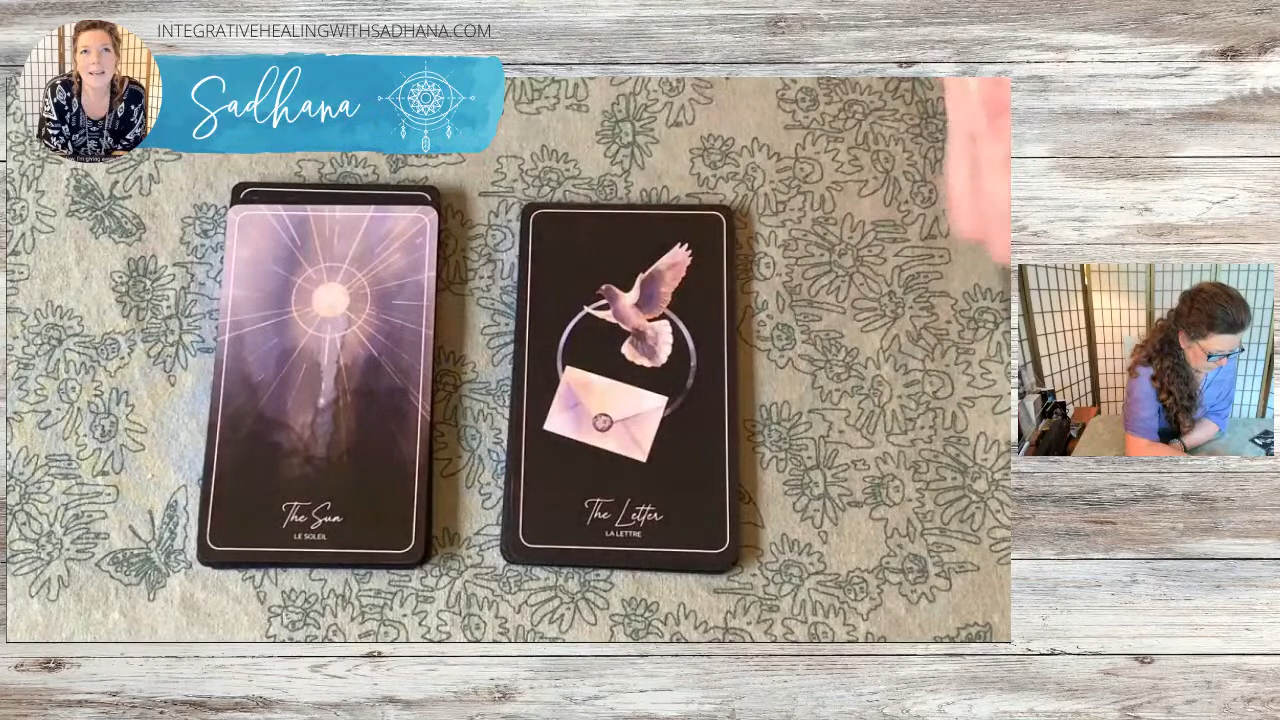 INTEGRATIVEHEALINGWITHSADHANA.COM
Sadhana
The Sun
LE SOLEIL
The Letter
LA LETTRE